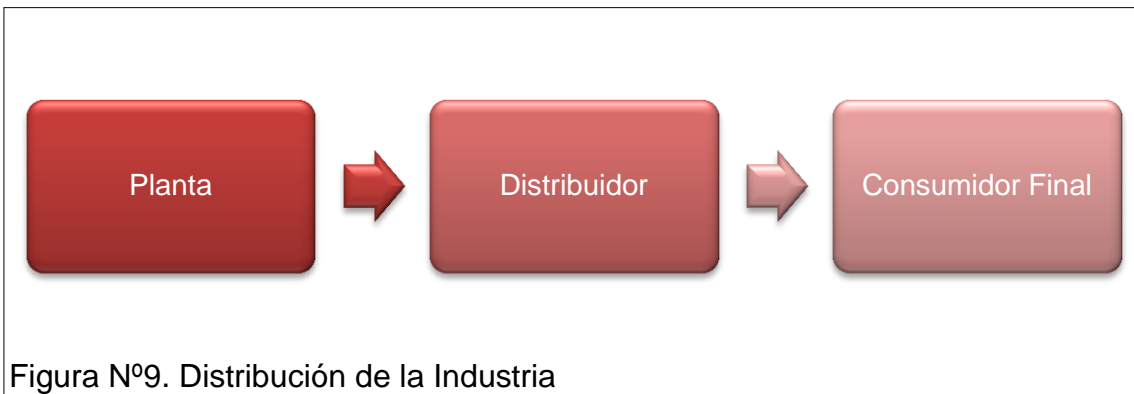 Planta
Distribuidor
Consumidor Final
Figura Nº9. Distribución de la Industria